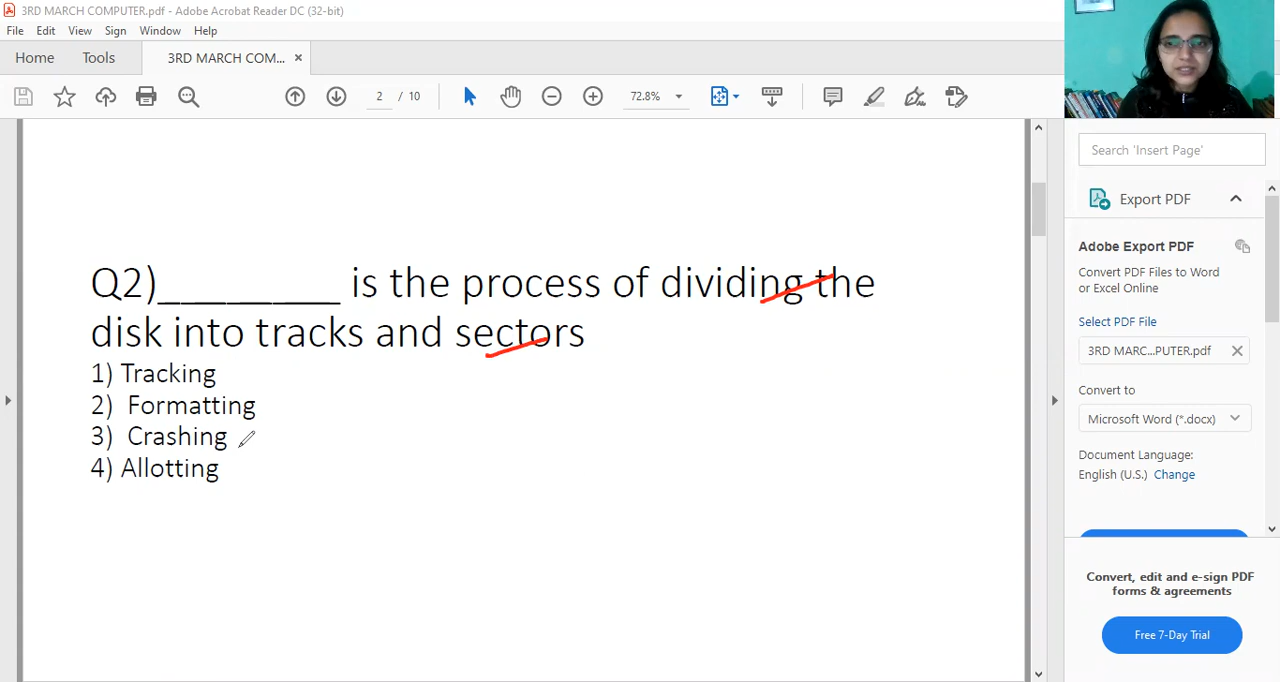 3RD MARCH COMPUTER.pdf - Adobe Acrobat Reader DC (32-bit)
File Edit View Sign Window Help
Home Tools 3RD MARCH COM... ×
2 / 10 72.8%
Search 'Insert Page'
Export PDF
Adobe Export PDF
Convert PDF Files to Word
or Excel Online
Select PDF File
3RD MARC...PUTER.pdf
Convert to
Microsoft Word (*.docx)
Document Language:
English (U.S.) Change
Convert, edit and e-sign PDF
forms & agreements
Free 7-Day Trial
Q2)_________ is the process of dividing the
disk into tracks and sectors
1) Tracking
2) Formatting
3) Crashing
4) Allotting